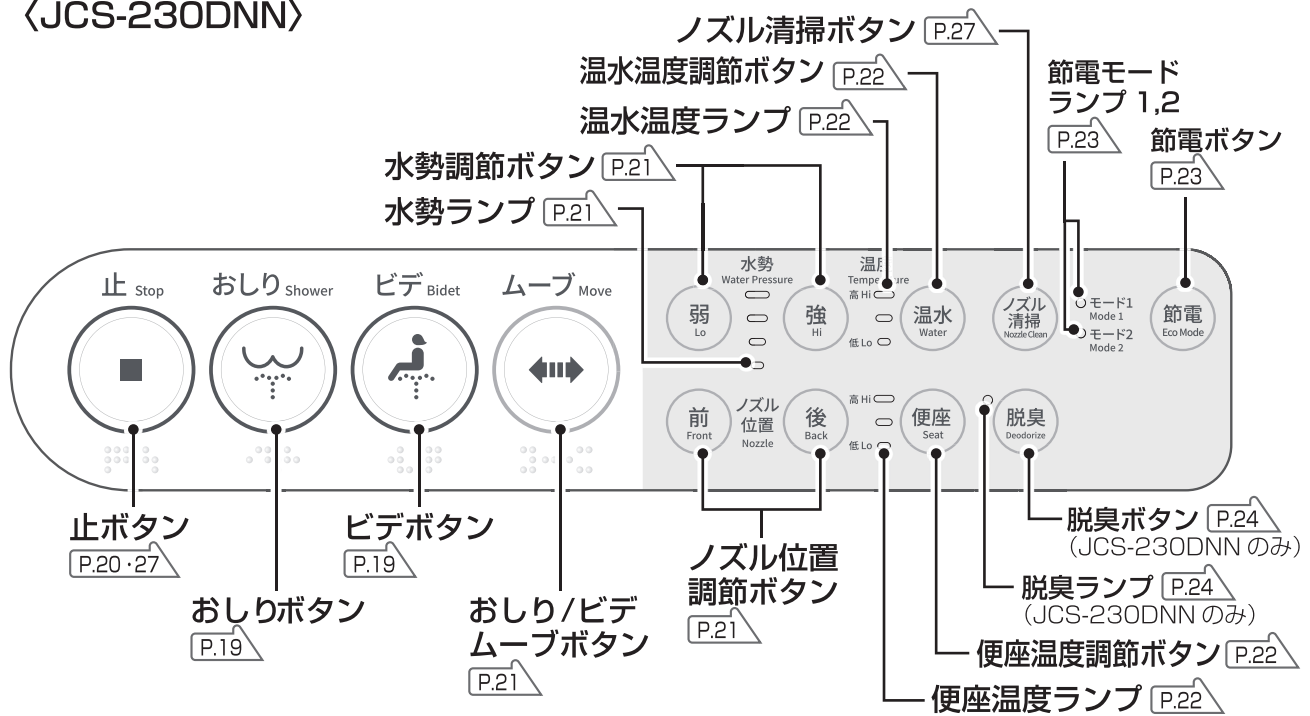 〈JCS-230DNN〉
ノズル清掃ボタン P.27
温水温度調節ボタン P.22
温水温度ランプ P.22
水勢調節ボタン P.21
水勢ランプ P.21
節電モード
ランプ 1,2
P.23
節電ボタン
P.23
止 Stop
おしり Shower
ビデ Bidet
ムーブ Move
水勢
Water Pressure
弱
Lo
強
Hi
高 Hi
低 Lo
温水
Water
ノズル
清掃
Nozzle Clean
モード1
Mode 1
モード2
Mode 2
節電
Eco Mode
前
Front
ノズル
位置
Nozzle
後
Back
高 Hi
低 Lo
便座
Seat
脱臭
Deodorize
止ボタン
P.20・27
おしりボタン
P.19
ビデボタン
P.19
おしり/ビデ
ムーブボタン
P.21
ノズル位置
調節ボタン
P.21
脱臭ボタン P.24
(JCS-230DNN のみ)
脱臭ランプ P.24
(JCS-230DNN のみ)
便座温度調節ボタン P.22
便座温度ランプ P.22